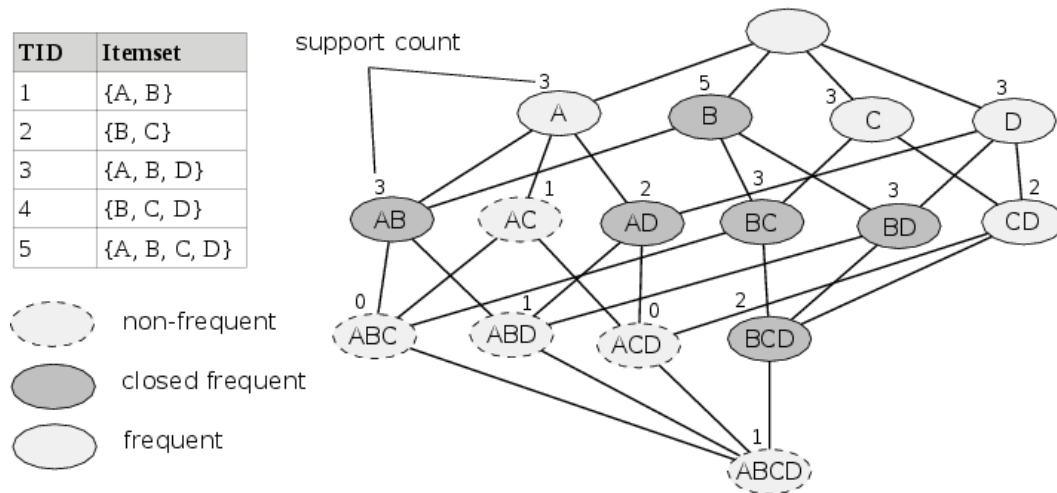 TID Itemset
1 {A, B}
2 {B, C}
3 {A, B, D}
4 {B, C, D}
5 {A, B, C, D}
support count
3 5 3 3
A B C D
3 1 2 3 3 2
AB AC AD BC BD CD
0 1 0 2
ABC ABD ACD BCD
1
ABCD
non-frequent
closed frequent
frequent